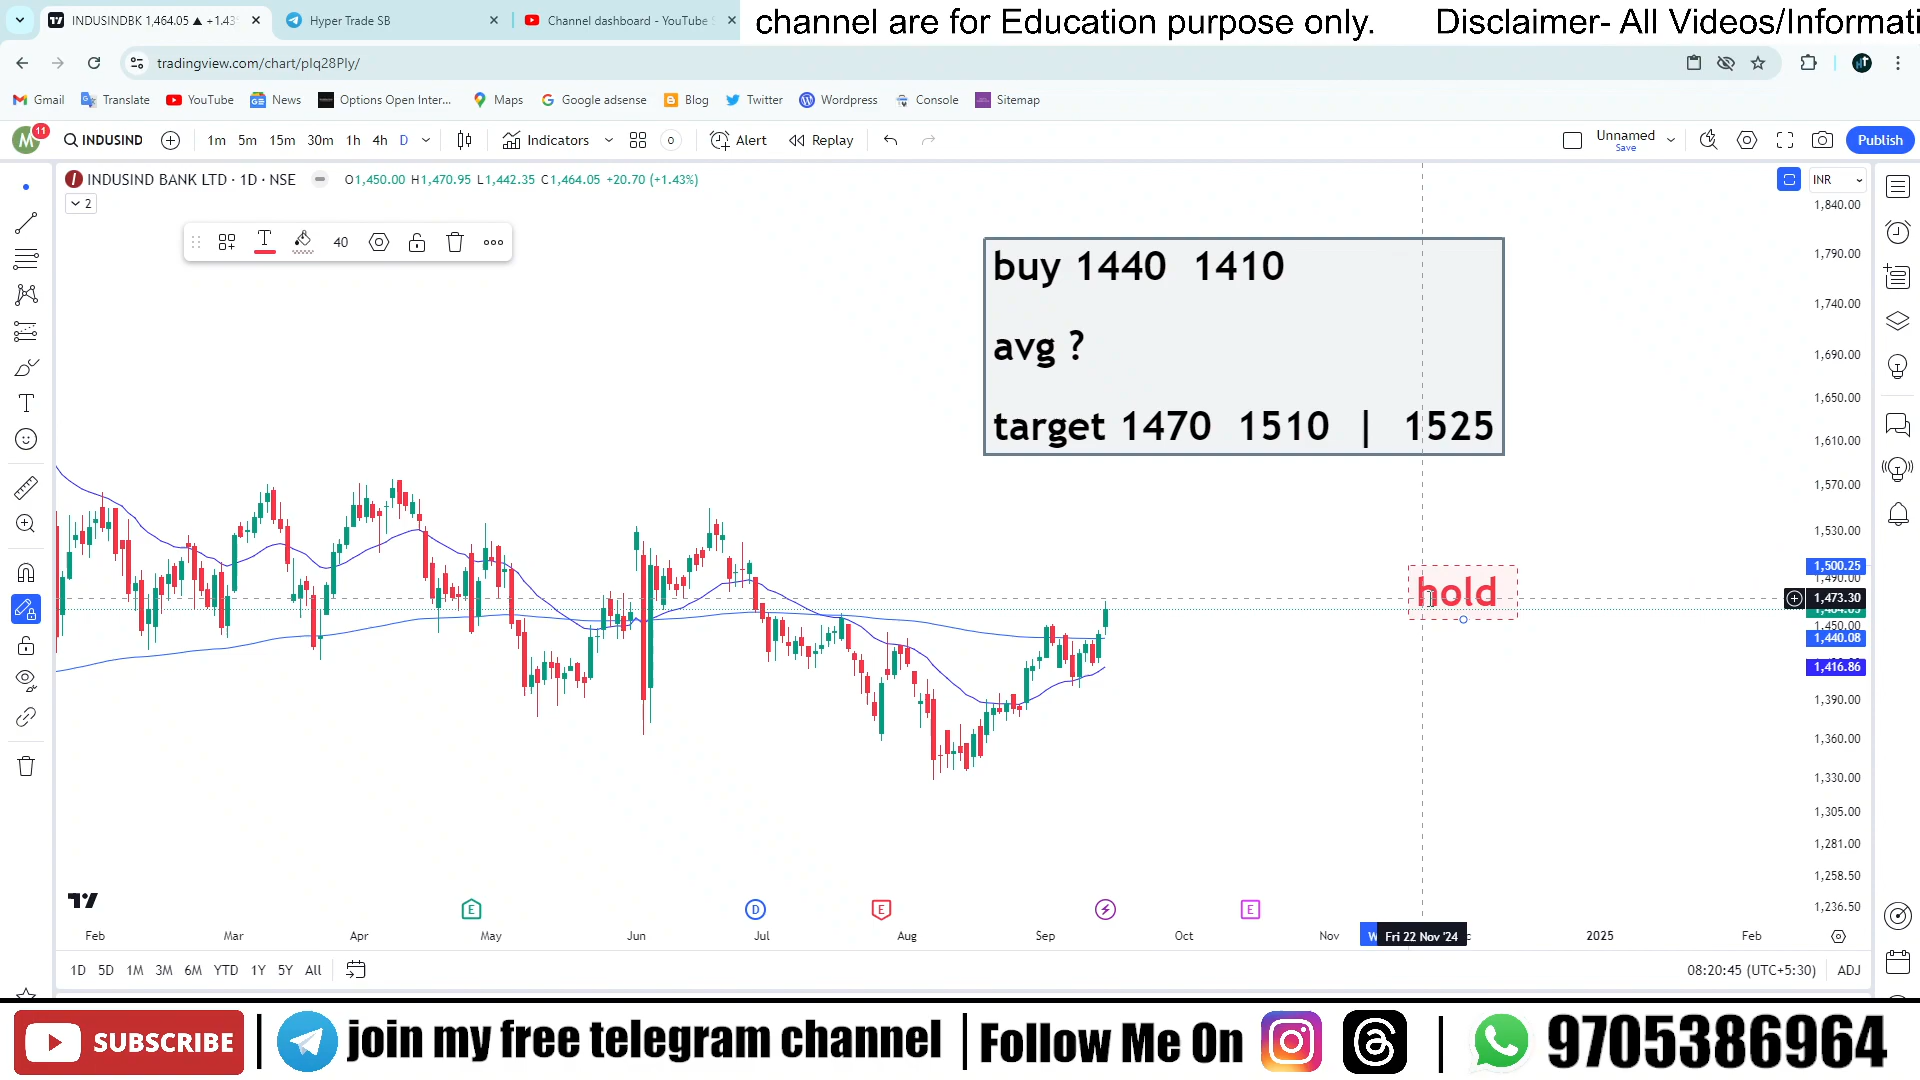 INDUSINDBK 1,464.05 ▲ +1.43
Hyper Trade SB
Channel dashboard - YouTube S
channel are for Education purpose only. Disclaimer- All Videos/Informati
tradingview.com/chart/
Gmail Translate YouTube News Options Open Inter... Maps Google adsense Blog Twitter Wordpress Console Sitemap
M 11 INDUSIND 1m 5m 15m 30m 1h 4h D Indicators Alert Replay Unnamed Save Publish
INDUSIND BANK LTD · 1D · NSE O1,450.00 H1,470.95 L1,442.35 C1,464.05 +20.70 (+1.43%)
INR
2
1,840.00
40
buy 1440 1410
1,790.00
1,740.00
avg ?
1,690.00
1,650.00
target 1470 1510 | 1525
1,610.00
1,570.00
1,530.00
1,500.25
1,490.00
hold
1,473.30
1,450.00
1,440.08
1,416.86
1,390.00
1,360.00
1,330.00
1,305.00
1,281.00
1,258.50
1,236.50
E D E E
Feb Mar Apr May Jun Jul Aug Sep Oct Nov Fri 22 Nov '24 2025 Feb
1D 5D 1M 3M 6M YTD 1Y 5Y All 08:20:45 (UTC+5:30) ADJ
SUBSCRIBE | join my free telegram channel | Follow Me On | 9705386964